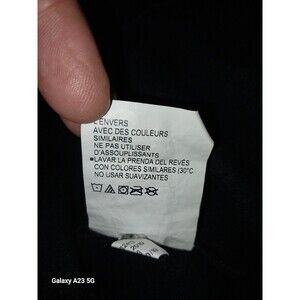 L'ENVERS
AVEC DES COULEURS
SIMILAIRES
NE PAS UTILISER
D'ASSOUPLISSANTS
•LAVAR LA PRENDA DEL REVÉS
CON COLORES SIMILARES (30°C
NO USAR SUAVIZANTES
Galaxy A23 5G